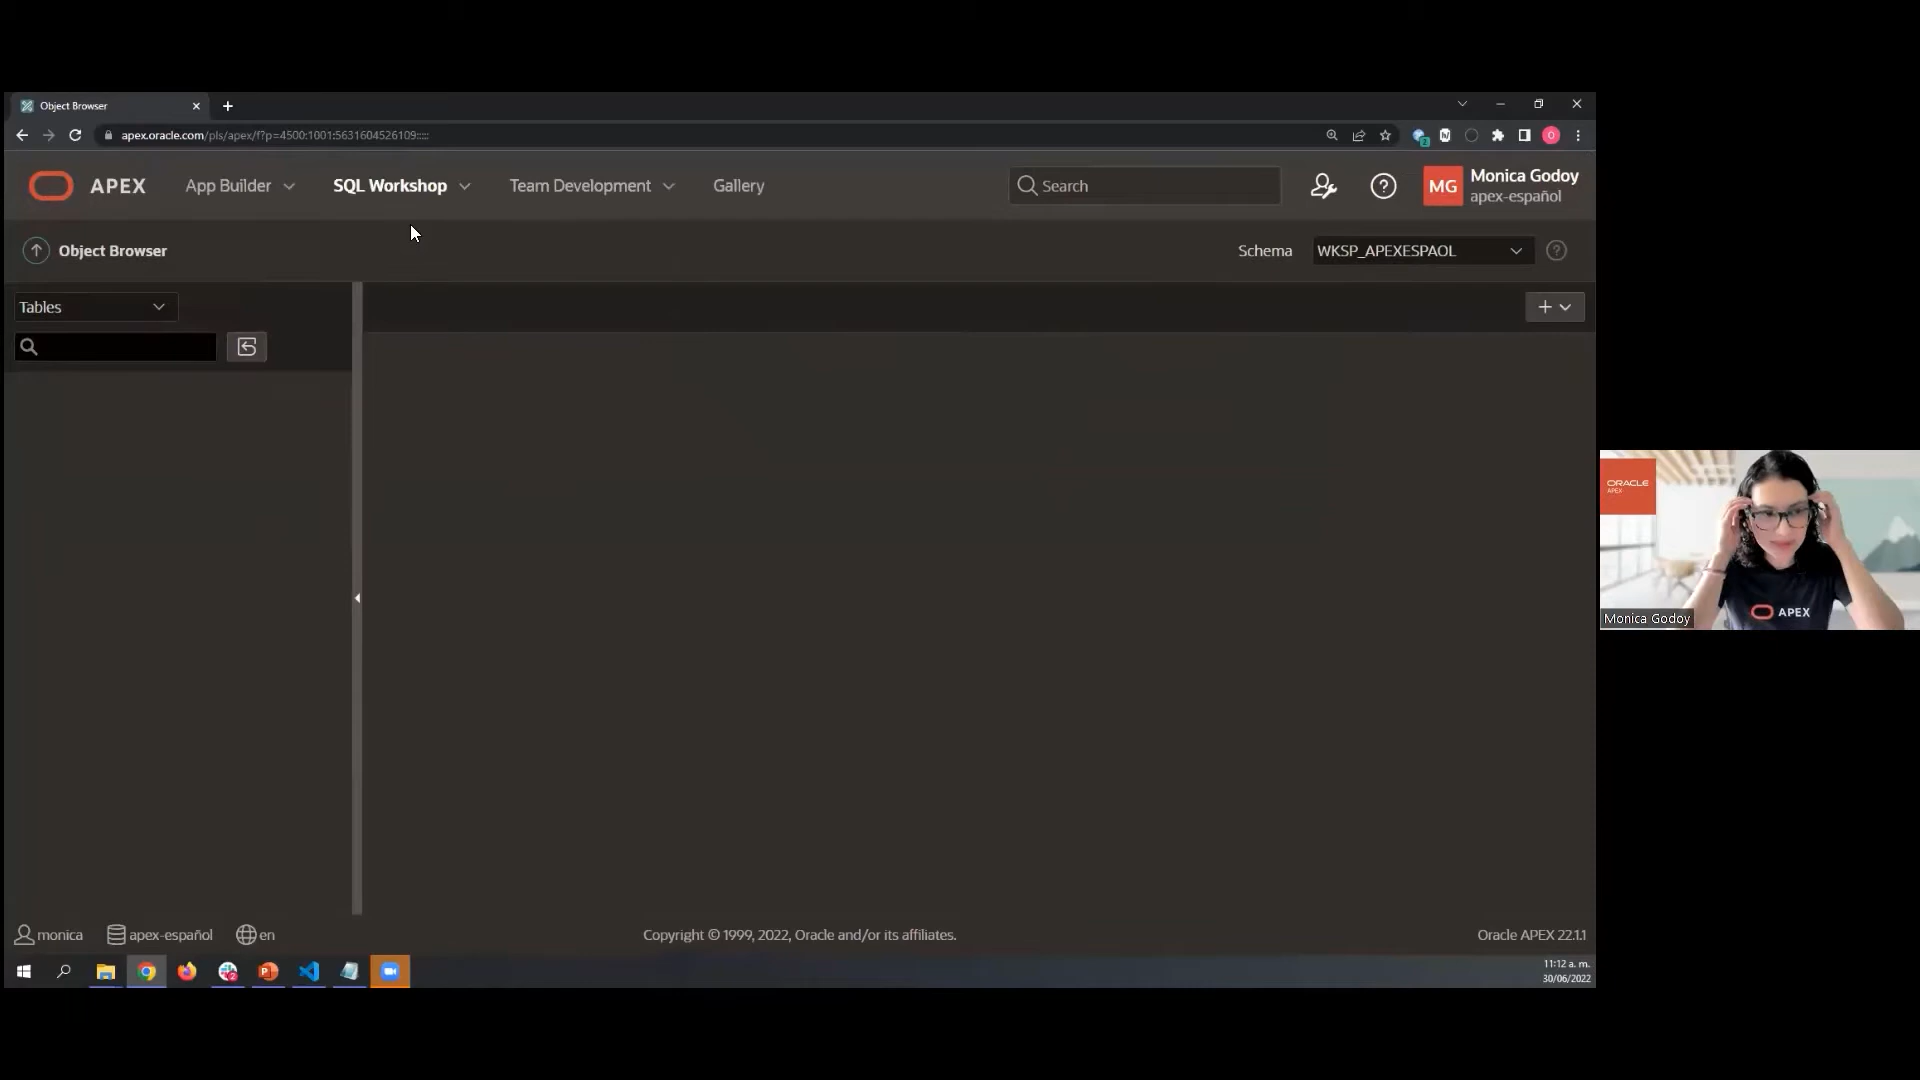 Object Browser
apex.oracle.com/pls/apex/f?p=4500:1001:5631604526109:::::
APEX
App Builder
SQL Workshop
Team Development
Gallery
Search
MG
Monica Godoy
apex-español
Object Browser
Schema
WKSP_APEXESPAOL
Tables
ORACLE
APEX
APEX
Monica Godoy
monica
apex-español
en
Copyright © 1999, 2022, Oracle and/or its affiliates.
Oracle APEX 22.1.1
11:12 a. m.
30/06/2022